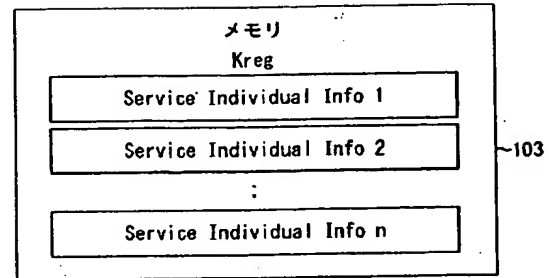 メモリ
Kreg
Service Individual Info 1
Service Individual Info 2
~103
:
Service Individual Info n